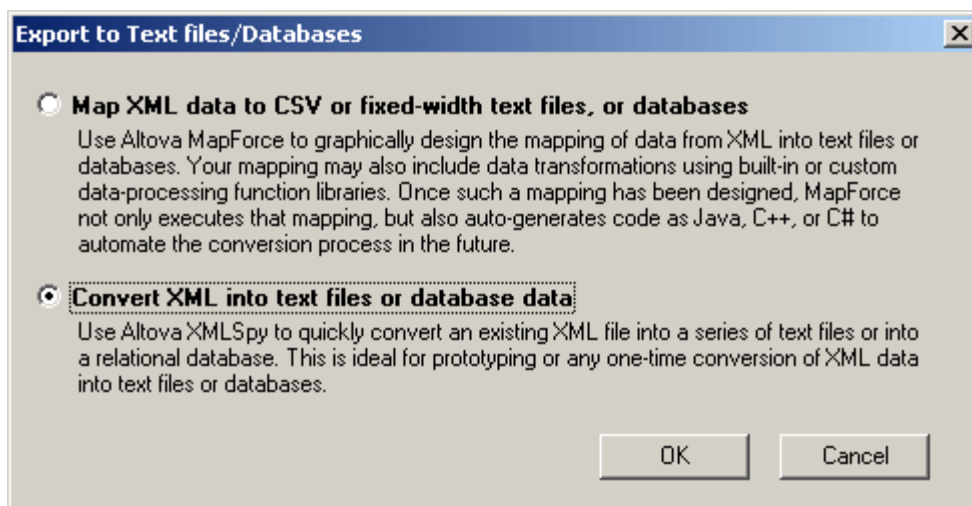 Export to Text files/Databases
Map XML data to CSV or fixed-width text files, or databases
Use Altova MapForce to graphically design the mapping of data from XML into text files or
databases. Your mapping may also include data transformations using built-in or custom
data-processing function libraries. Once such a mapping has been designed, MapForce
not only executes that mapping, but also auto-generates code as Java, C++, or C# to
automate the conversion process in the future.
Convert XML into text files or database data
Use Altova XMLSpy to quickly convert an existing XML file into a series of text files or into
a relational database. This is ideal for prototyping or any one-time conversion of XML data
into text files or databases.
OK
Cancel